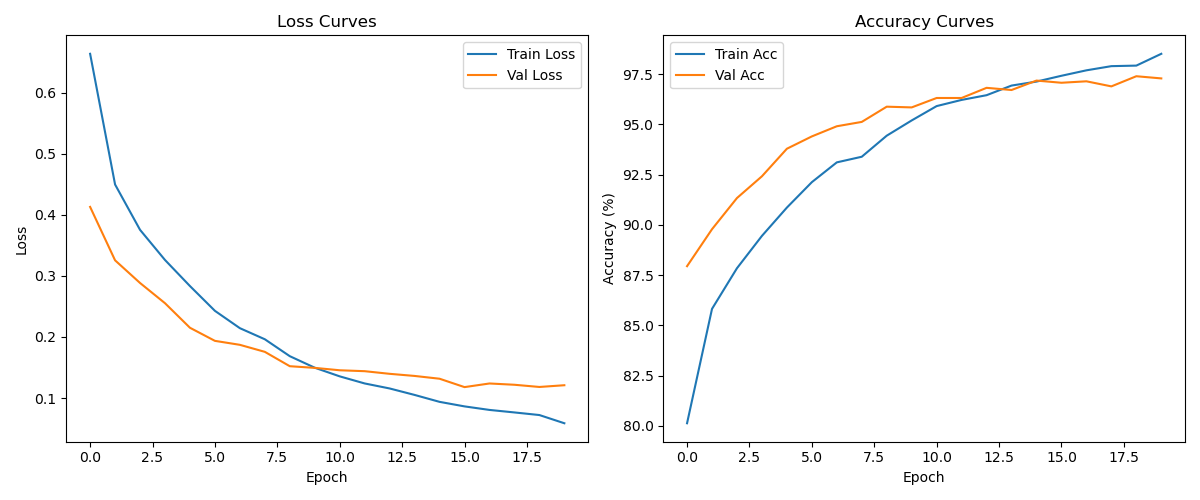 Loss Curves
Train Loss
Val Loss
Loss
0.6
0.5
0.4
0.3
0.2
0.1
0.0 2.5 5.0 7.5 10.0 12.5 15.0 17.5
Epoch
Accuracy Curves
Train Acc
Val Acc
Accuracy (%)
97.5
95.0
92.5
90.0
87.5
85.0
82.5
80.0
0.0 2.5 5.0 7.5 10.0 12.5 15.0 17.5
Epoch